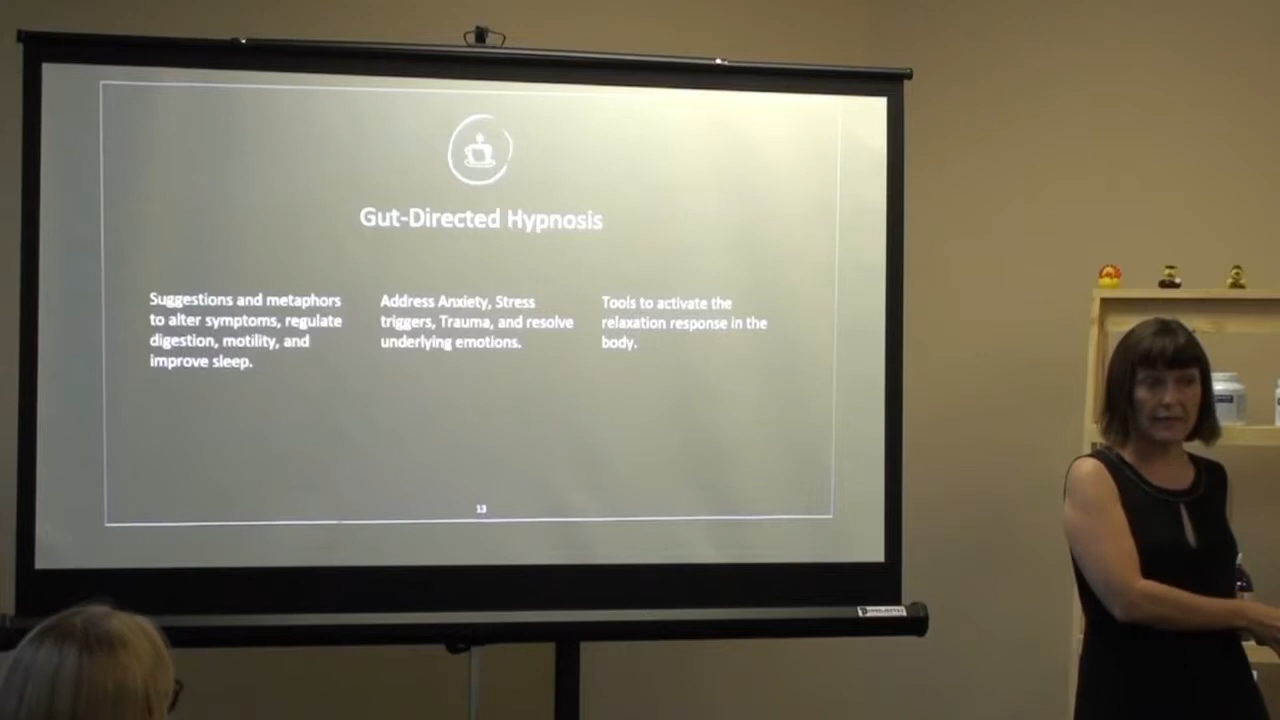 Gut-Directed Hypnosis
Suggestions and metaphors
to alter symptoms, regulate
digestion, motility, and
improve sleep.
Address Anxiety, Stress
triggers, Trauma, and resolve
underlying emotions.
Tools to activate the
relaxation response in the
body.
13